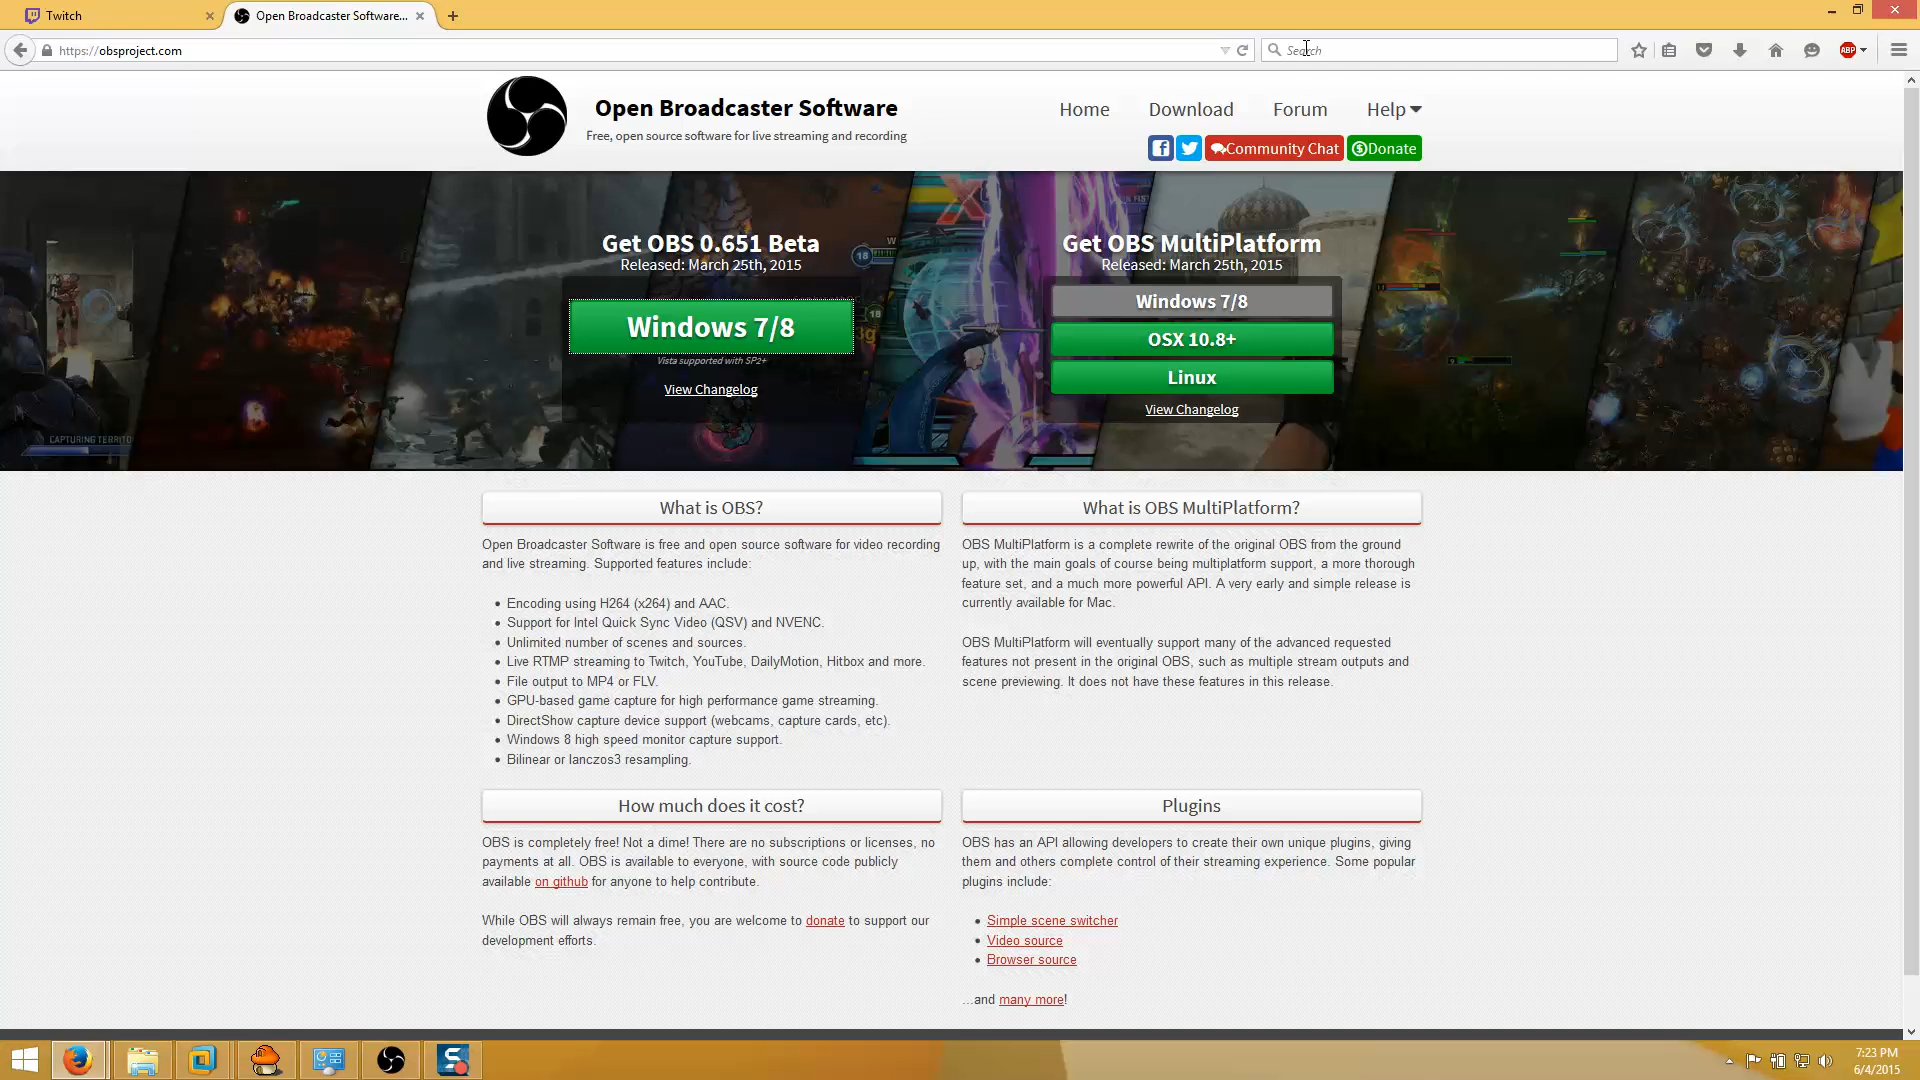 Twitch
Open Broadcaster Software...
https://obsproject.com
Search
ABP
Open Broadcaster Software
Free, open source software for live streaming and recording
Home
Download
Forum
Help
Community Chat
Donate
Get OBS 0.651 Beta
Released: March 25th, 2015
Windows 7/8
Vista supported with SP2+
View Changelog
Get OBS MultiPlatform
Released: March 25th, 2015
Windows 7/8
OSX 10.8+
Linux
View Changelog
What is OBS?
Open Broadcaster Software is free and open source software for video recording
and live streaming. Supported features include:
Encoding using H264 (x264) and AAC.
Support for Intel Quick Sync Video (QSV) and NVENC.
Unlimited number of scenes and sources.
Live RTMP streaming to Twitch, YouTube, DailyMotion, Hitbox and more.
File output to MP4 or FLV.
GPU-based game capture for high performance game streaming.
DirectShow capture device support (webcams, capture cards, etc).
Windows 8 high speed monitor capture support.
Bilinear or lanczos3 resampling.
What is OBS MultiPlatform?
OBS MultiPlatform is a complete rewrite of the original OBS from the ground
up, with the main goals of course being multiplatform support, a more thorough
feature set, and a much more powerful API. A very early and simple release is
currently available for Mac.
OBS MultiPlatform will eventually support many of the advanced requested
features not present in the original OBS, such as multiple stream outputs and
scene previewing. It does not have these features in this release.
How much does it cost?
OBS is completely free! Not a dime! There are no subscriptions or licenses, no
payments at all. OBS is available to everyone, with source code publicly
available on github for anyone to help contribute.
While OBS will always remain free, you are welcome to donate to support our
development efforts.
Plugins
OBS has an API allowing developers to create their own unique plugins, giving
them and others complete control of their streaming experience. Some popular
plugins include:
Simple scene switcher
Video source
Browser source
...and many more!
7:23 PM
6/4/2015